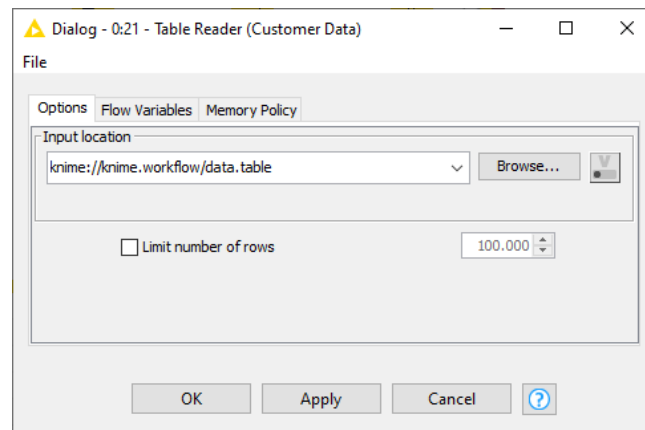 Dialog - 0:21 - Table Reader (Customer Data)
File
Options Flow Variables Memory Policy
Input location
knime://knime.workflow/data.table Browse... V
Limit number of rows 100.000
OK Apply Cancel ?